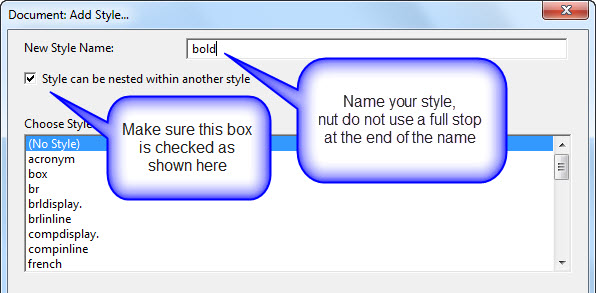 Document: Add Style...
New Style Name:
bold
Style can be nested within another style
Name your style,
nut do not use a full stop
at the end of the name
Make sure this box
is checked as
shown here
Choose Style
(No Style)
acronym
box
br
brldisplay.
brlinline
compdisplay.
compinline
french